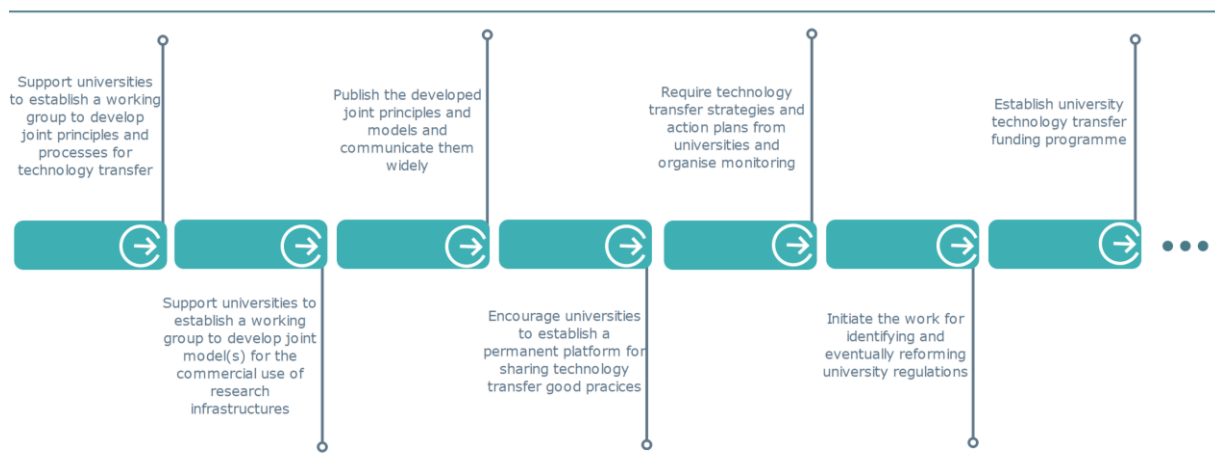 Support universities
to establish a working
group to develop
joint principles and
processes for
technology transfer
Support universities to
establish a working
group to develop joint
model(s) for the
commercial use of
research
infrastructures
Publish the developed
joint principles and
models and
communicate them
widely
Encourage universities
to establish a
permanent platform for
sharing technology
transfer good pracices
Require technology
transfer strategies and
action plans from
universities and
organise monitoring
Initiate the work for
identifying and
eventually reforming
university regulations
Establish university
technology transfer
funding programme